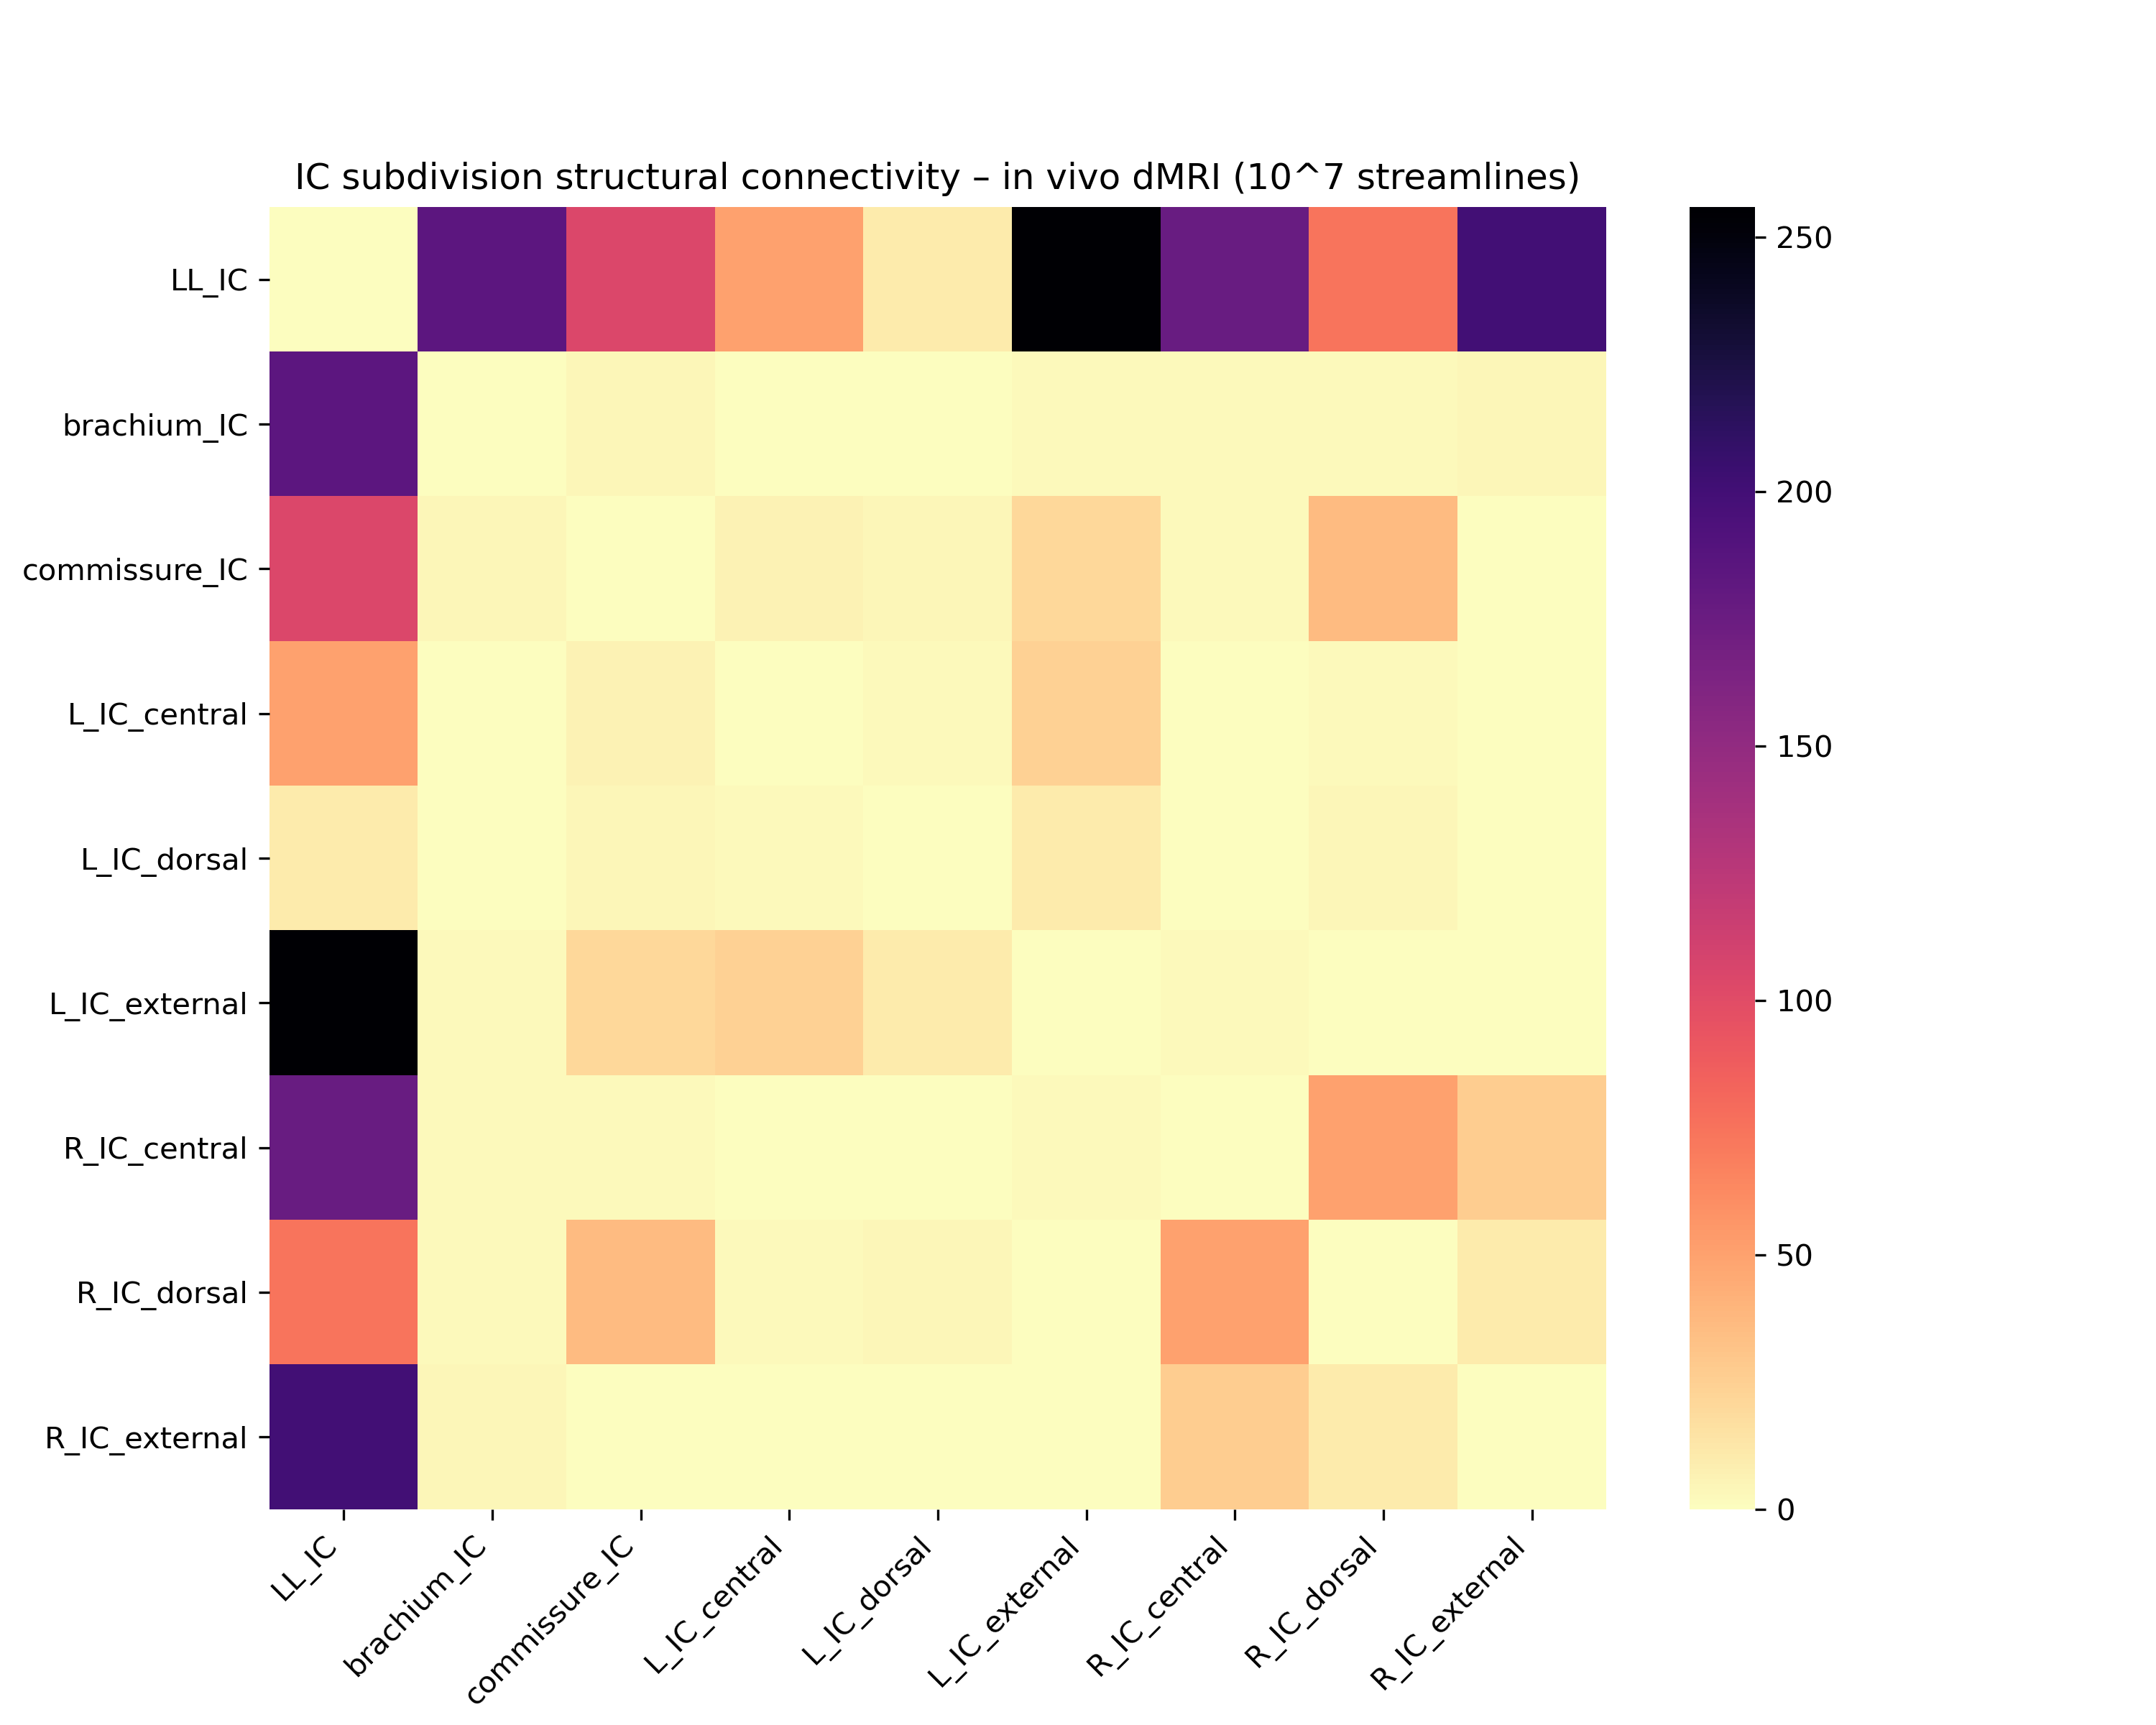 IC subdivision structural connectivity – in vivo dMRI (10^7 streamlines)
LL_IC
brachium_IC
commissure_IC
L_IC_central
L_IC_dorsal
L_IC_external
R_IC_central
R_IC_dorsal
R_IC_external
LL_IC
brachium_IC
commissure_IC
L_IC_central
L_IC_dorsal
L_IC_external
R_IC_central
R_IC_dorsal
R_IC_external
250
200
150
100
50
0